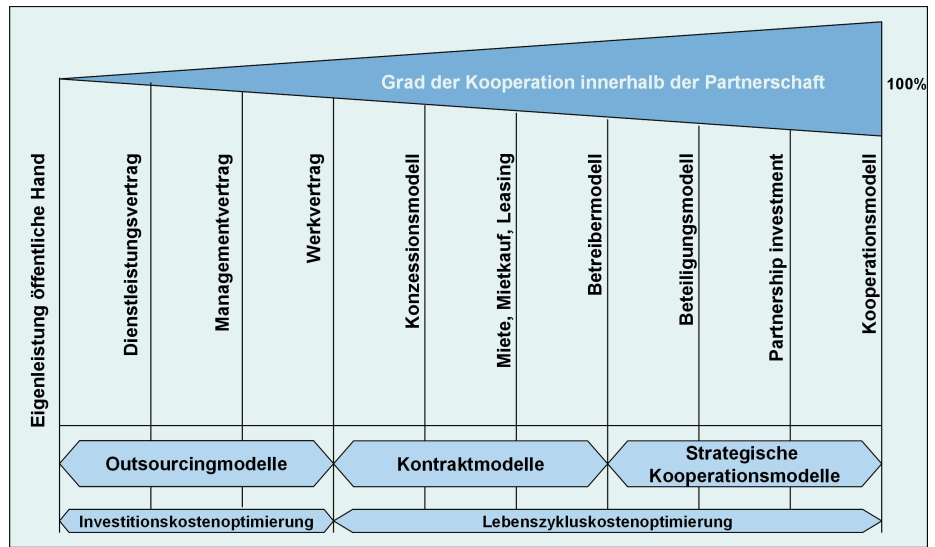 Grad der Kooperation innerhalb der Partnerschaft
100%
Eigenleistung öffentliche Hand
Dienstleistungsvertrag
Managementvertrag
Werkvertrag
Konzessionsmodell
Miete, Mietkauf, Leasing
Betreibermodell
Beteiligungsmodell
Partnership investment
Kooperationsmodell
Outsourcingmodelle
Kontraktmodelle
Strategische
Kooperationsmodelle
Investitionskostenoptimierung
Lebenszykluskostenoptimierung